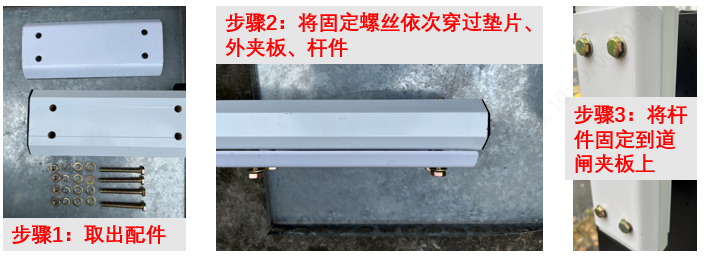 步骤1：取出配件
步骤2：将固定螺丝依次穿过垫片、
外夹板、杆件
步骤3：将杆
件固定到道
闸夹板上